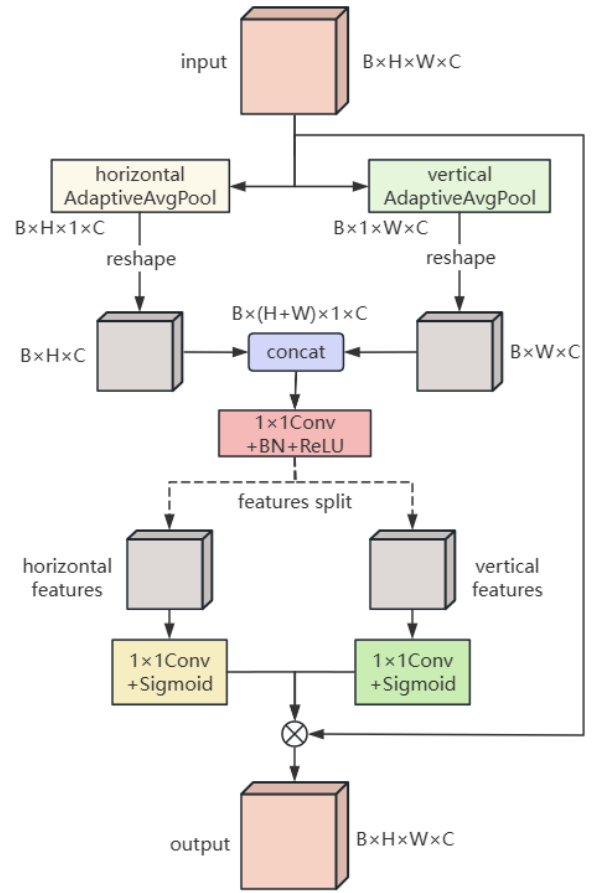 input
B×H×W×C
horizontal
AdaptiveAvgPool
vertical
AdaptiveAvgPool
B×H×1×C
B×1×W×C
reshape
reshape
B×(H+W)×1×C
B×H×C
concat
B×W×C
1×1Conv
+BN+ReLU
features split
horizontal
features
vertical
features
1×1Conv
+Sigmoid
1×1Conv
+Sigmoid
output
B×H×W×C